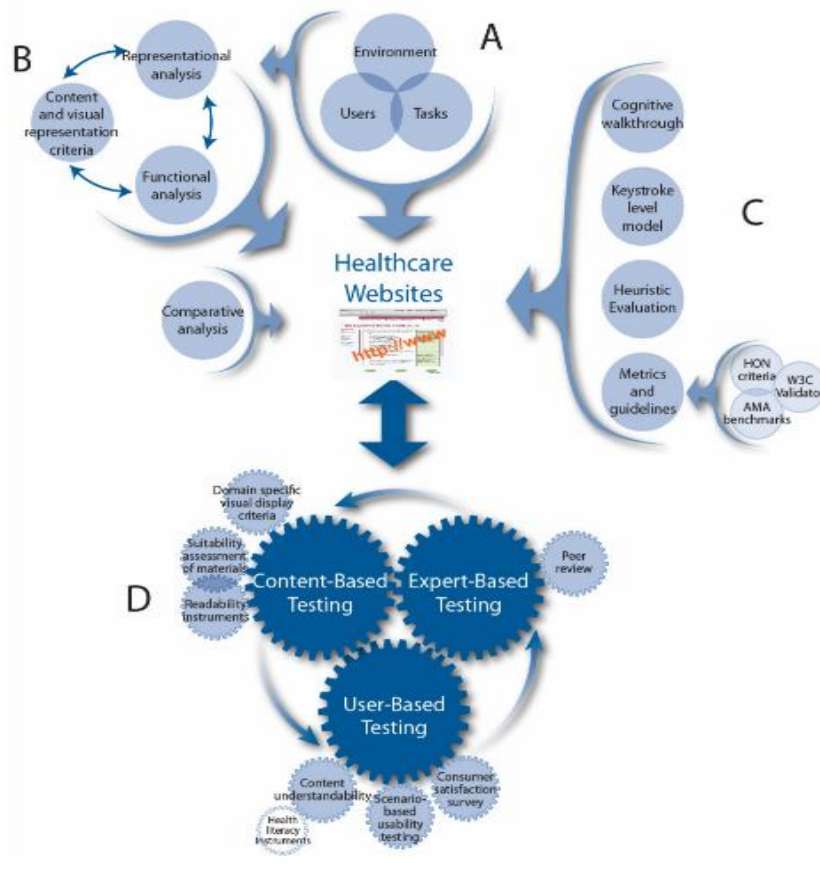 A
Environment
Users
Tasks
B
Representational
analysis
Content
and visual
representation
criteria
Functional
analysis
Comparative
analysis
Healthcare
Websites
http://www
C
Cognitive
walkthrough
Keystroke
level
model
Heuristic
Evaluation
Metrics
and
guidelines
HON
criteria
W3C
Validato
AMA
benchmarks
D
Domain specific
visual display
criteria
Suitability
assessment
of materials
Readability
instruments
Content-Based
Testing
Expert-Based
Testing
Peer
review
User-Based
Testing
Content
understandability
Health
literacy
instruments
Scenario-
based
usability
testing
Consumer
satisfaction
survey